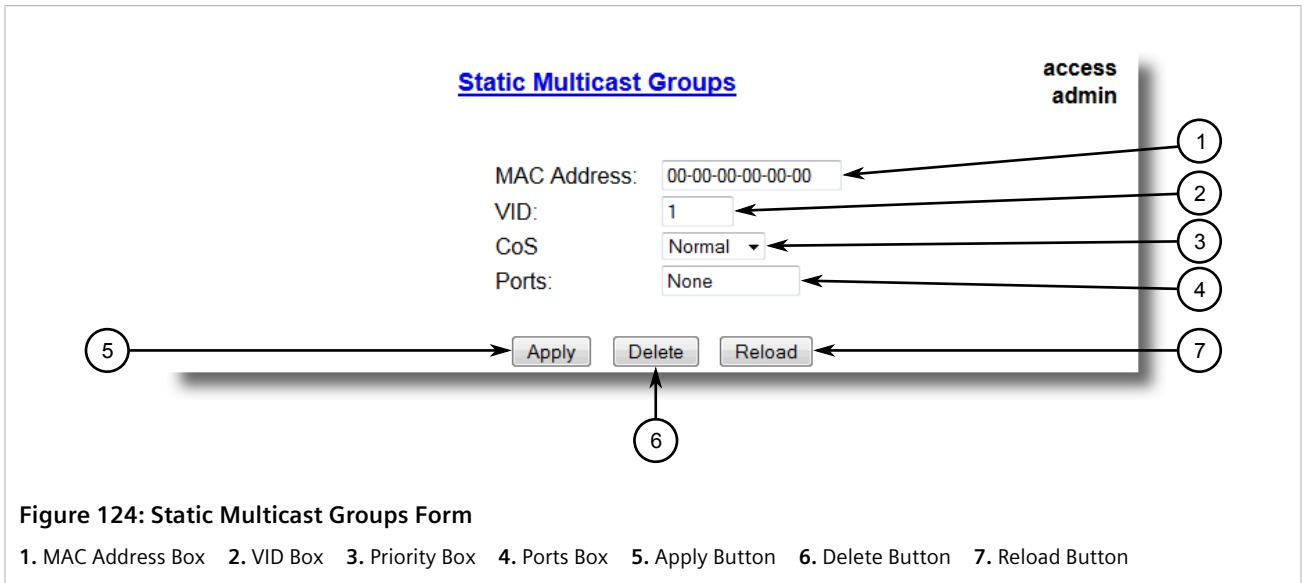 Static Multicast Groups
access
admin
MAC Address: 00-00-00-00-00-00
VID: 1
CoS Normal
Ports: None
Apply Delete Reload
1
2
3
4
5
7
6
Figure 124: Static Multicast Groups Form
1. MAC Address Box 2. VID Box 3. Priority Box 4. Ports Box 5. Apply Button 6. Delete Button 7. Reload Button